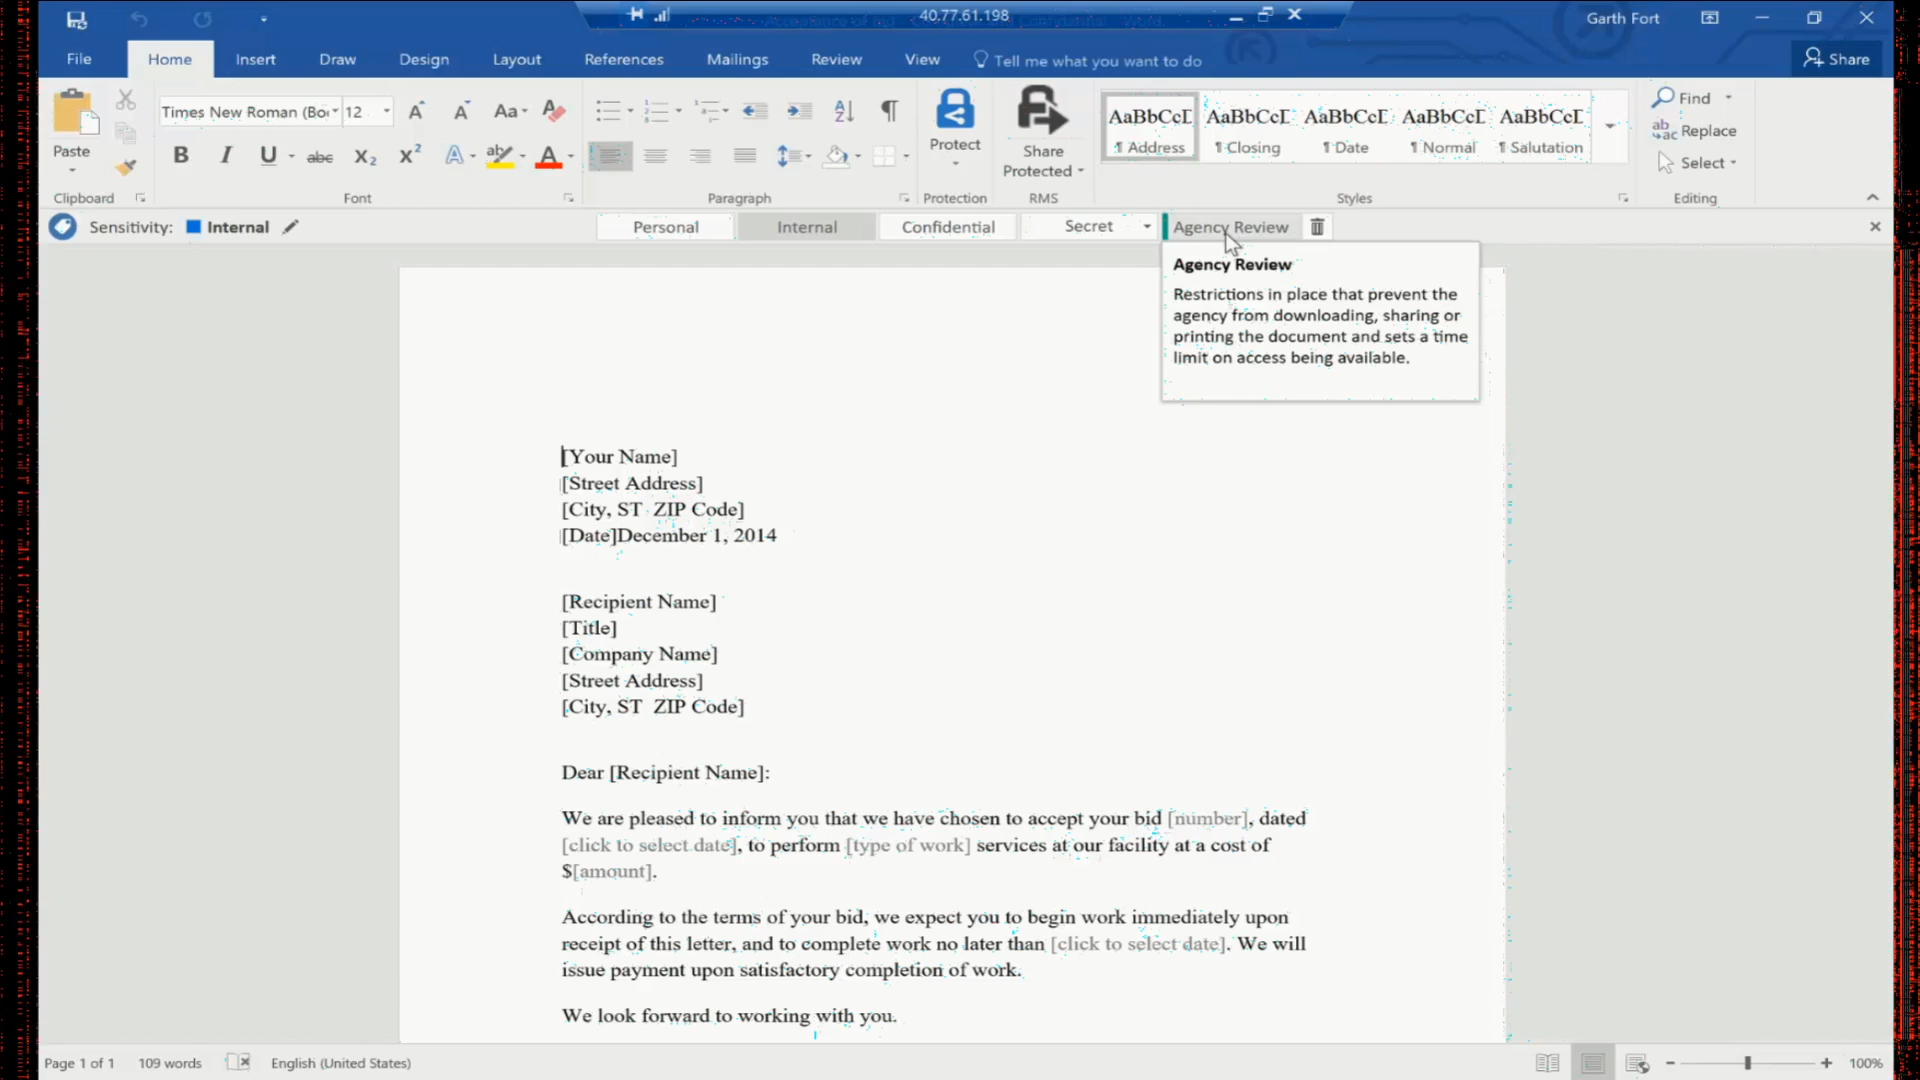 40.77.61.198
Garth Fort
File Home Insert Draw Design Layout References Mailings Review View Tell me what you want to do Share
Paste
Clipboard
Times New Roman (Bo 12
Aa
B I U abc X₂ X² A ab A
Font
Paragraph
Protect
Protection
Share
Protected
RMS
AaBbCcI AaBbCcI AaBbCcI AaBbCcI AaBbCcI
¶ Address ¶ Closing ¶ Date ¶ Normal ¶ Salutation
Styles
Find
Replace
Select
Editing
Sensitivity: Internal
Personal Internal Confidential Secret Agency Review
Agency Review
Restrictions in place that prevent the
agency from downloading, sharing or
printing the document and sets a time
limit on access being available.
[Your Name]
[Street Address]
[City, ST  ZIP Code]
[Date]December 1, 2014
[Recipient Name]
[Title]
[Company Name]
[Street Address]
[City, ST  ZIP Code]
Dear [Recipient Name]:
We are pleased to inform you that we have chosen to accept your bid [number], dated
[click to select date], to perform [type of work] services at our facility at a cost of
$[amount].
According to the terms of your bid, we expect you to begin work immediately upon
receipt of this letter, and to complete work no later than [click to select date]. We will
issue payment upon satisfactory completion of work.
We look forward to working with you.
Page 1 of 1 109 words English (United States) 100%